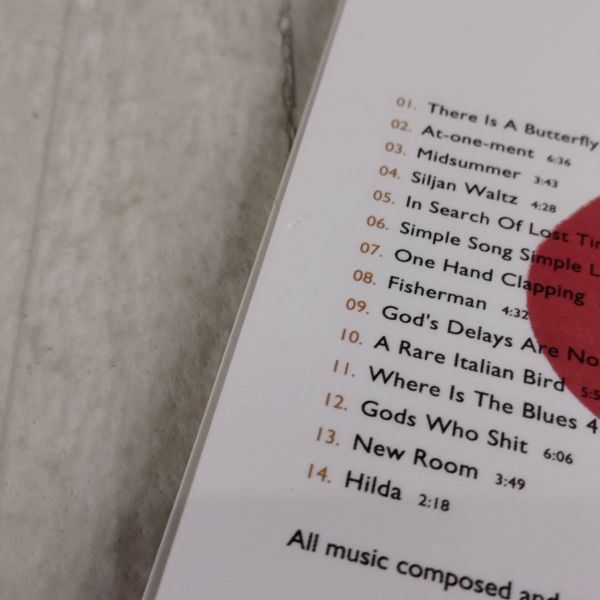 01. There Is A Butterfly
02. At-one-ment 6:36
03. Midsummer 3:43
04. Siljan Waltz 4:28
05. In Search Of Lost
06. Simple Song Simple
07. One Hand Clapping
08. Fisherman 4:32
09. God's Delays Are
10. A Rare Italian Bird
11. Where Is The Blues
12. Gods Who Shit 6:06
13. New Room 3:49
14. Hilda 2:18
All music composed and